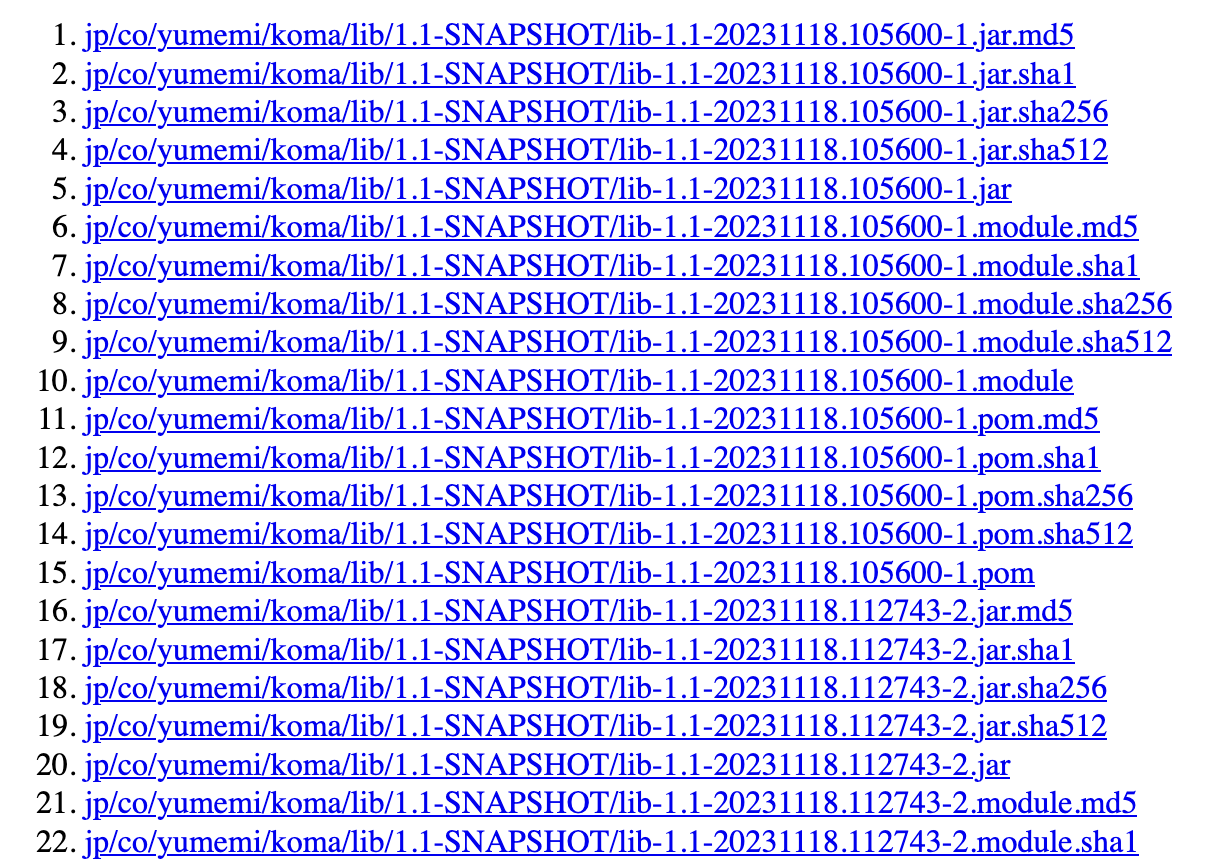 1. jp/co/yumemi/koma/lib/1.1-SNAPSHOT/lib-1.1-20231118.105600-1.jar.md5
2. jp/co/yumemi/koma/lib/1.1-SNAPSHOT/lib-1.1-20231118.105600-1.jar.sha1
3. jp/co/yumemi/koma/lib/1.1-SNAPSHOT/lib-1.1-20231118.105600-1.jar.sha256
4. jp/co/yumemi/koma/lib/1.1-SNAPSHOT/lib-1.1-20231118.105600-1.jar.sha512
5. jp/co/yumemi/koma/lib/1.1-SNAPSHOT/lib-1.1-20231118.105600-1.jar
6. jp/co/yumemi/koma/lib/1.1-SNAPSHOT/lib-1.1-20231118.105600-1.module.md5
7. jp/co/yumemi/koma/lib/1.1-SNAPSHOT/lib-1.1-20231118.105600-1.module.sha1
8. jp/co/yumemi/koma/lib/1.1-SNAPSHOT/lib-1.1-20231118.105600-1.module.sha256
9. jp/co/yumemi/koma/lib/1.1-SNAPSHOT/lib-1.1-20231118.105600-1.module.sha512
10. jp/co/yumemi/koma/lib/1.1-SNAPSHOT/lib-1.1-20231118.105600-1.module
11. jp/co/yumemi/koma/lib/1.1-SNAPSHOT/lib-1.1-20231118.105600-1.pom.md5
12. jp/co/yumemi/koma/lib/1.1-SNAPSHOT/lib-1.1-20231118.105600-1.pom.sha1
13. jp/co/yumemi/koma/lib/1.1-SNAPSHOT/lib-1.1-20231118.105600-1.pom.sha256
14. jp/co/yumemi/koma/lib/1.1-SNAPSHOT/lib-1.1-20231118.105600-1.pom.sha512
15. jp/co/yumemi/koma/lib/1.1-SNAPSHOT/lib-1.1-20231118.105600-1.pom
16. jp/co/yumemi/koma/lib/1.1-SNAPSHOT/lib-1.1-20231118.112743-2.jar.md5
17. jp/co/yumemi/koma/lib/1.1-SNAPSHOT/lib-1.1-20231118.112743-2.jar.sha1
18. jp/co/yumemi/koma/lib/1.1-SNAPSHOT/lib-1.1-20231118.112743-2.jar.sha256
19. jp/co/yumemi/koma/lib/1.1-SNAPSHOT/lib-1.1-20231118.112743-2.jar.sha512
20. jp/co/yumemi/koma/lib/1.1-SNAPSHOT/lib-1.1-20231118.112743-2.jar
21. jp/co/yumemi/koma/lib/1.1-SNAPSHOT/lib-1.1-20231118.112743-2.module.md5
22. jp/co/yumemi/koma/lib/1.1-SNAPSHOT/lib-1.1-20231118.112743-2.module.sha1